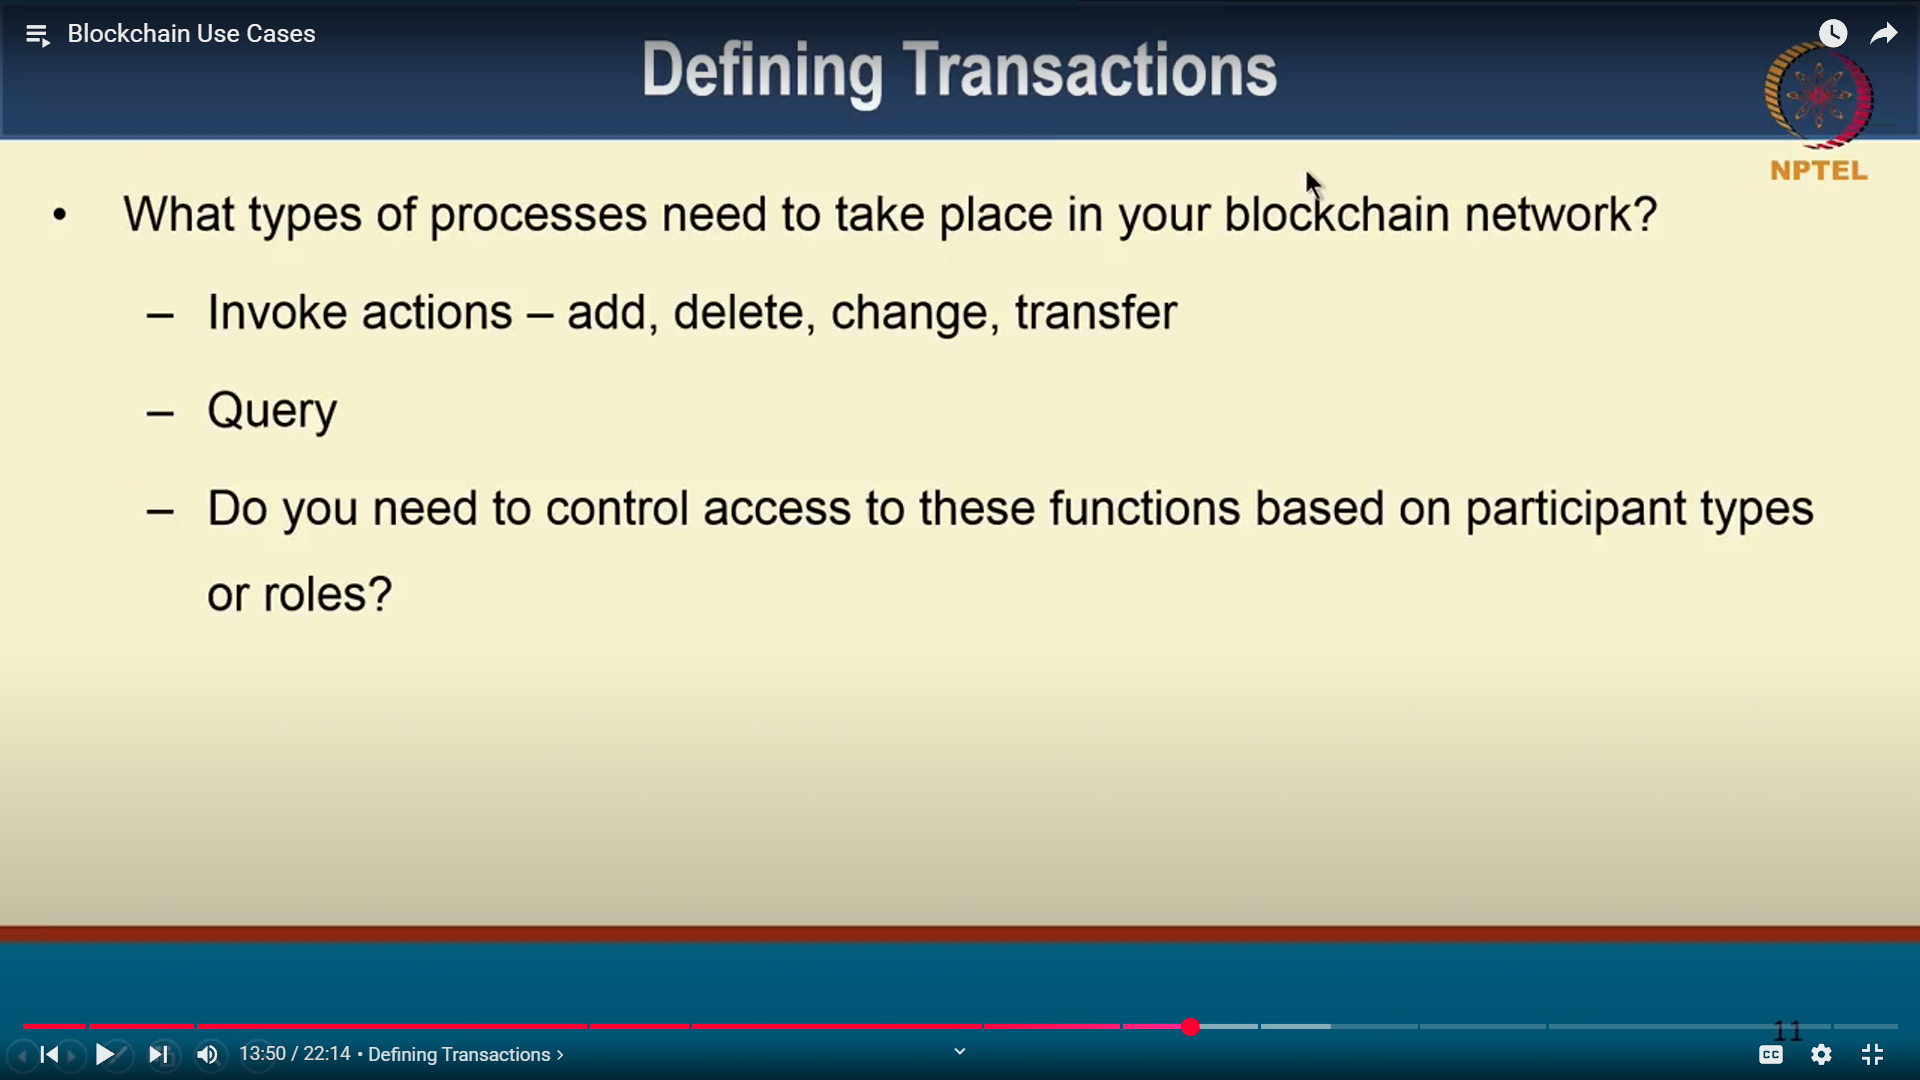 Blockchain Use Cases
Defining Transactions
NPTEL
• What types of processes need to take place in your blockchain network?
– Invoke actions – add, delete, change, transfer
– Query
– Do you need to control access to these functions based on participant types
or roles?
11
13:50 / 22:14 • Defining Transactions ›
CC